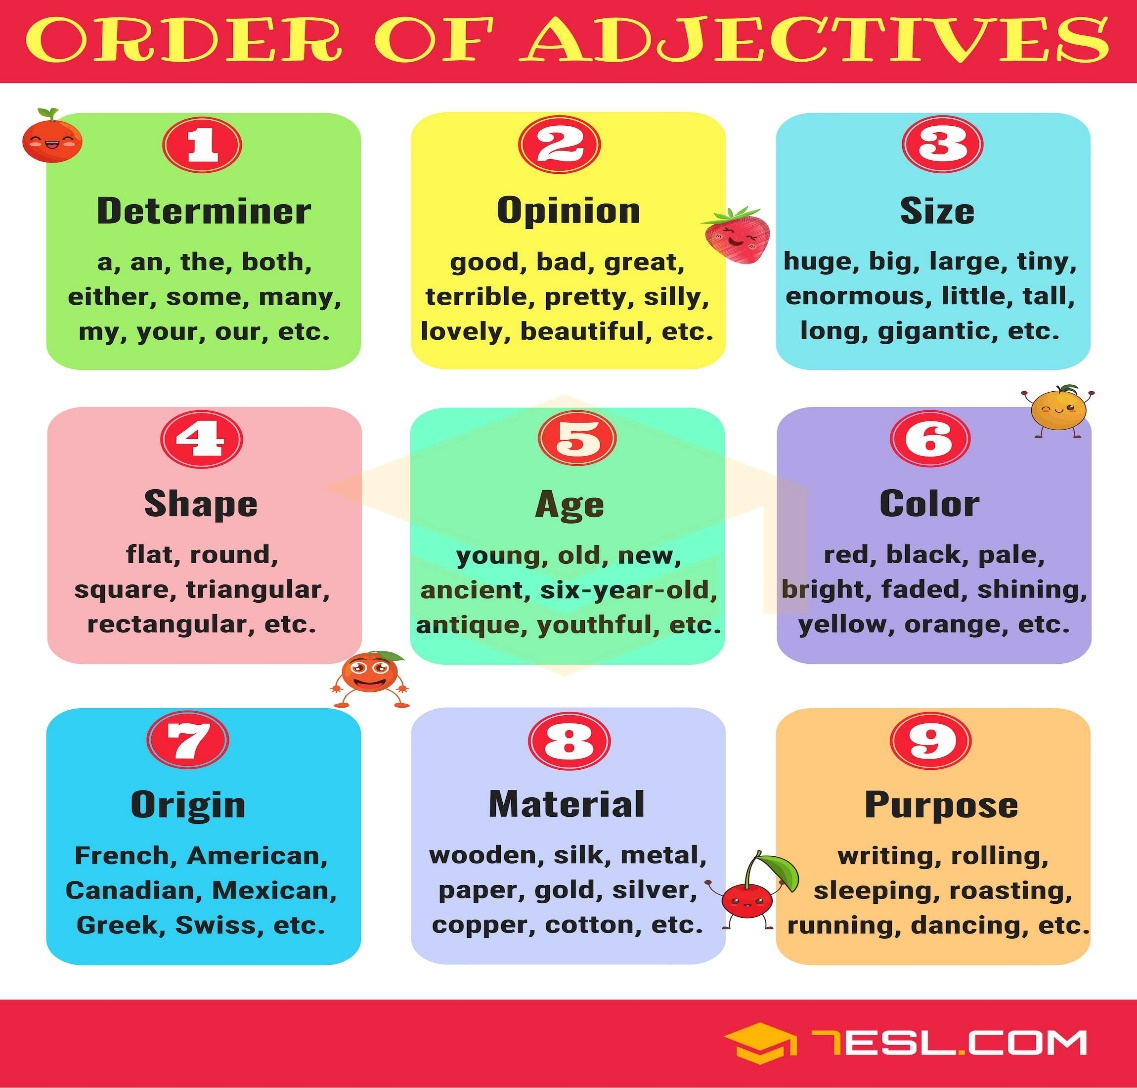 ORDER OF ADJECTIVES
1
Determiner
a, an, the, both,
either, some, many,
my, your, our, etc.
2
Opinion
good, bad, great,
terrible, pretty, silly,
lovely, beautiful, etc.
3
Size
huge, big, large, tiny,
enormous, little, tall,
long, gigantic, etc.
4
Shape
flat, round,
square, triangular,
rectangular, etc.
5
Age
young, old, new,
ancient, six-year-old,
antique, youthful, etc.
6
Color
red, black, pale,
bright, faded, shining,
yellow, orange, etc.
7
Origin
French, American,
Canadian, Mexican,
Greek, Swiss, etc.
8
Material
wooden, silk, metal,
paper, gold, silver,
copper, cotton, etc.
9
Purpose
writing, rolling,
sleeping, roasting,
running, dancing, etc.
7ESL.COM